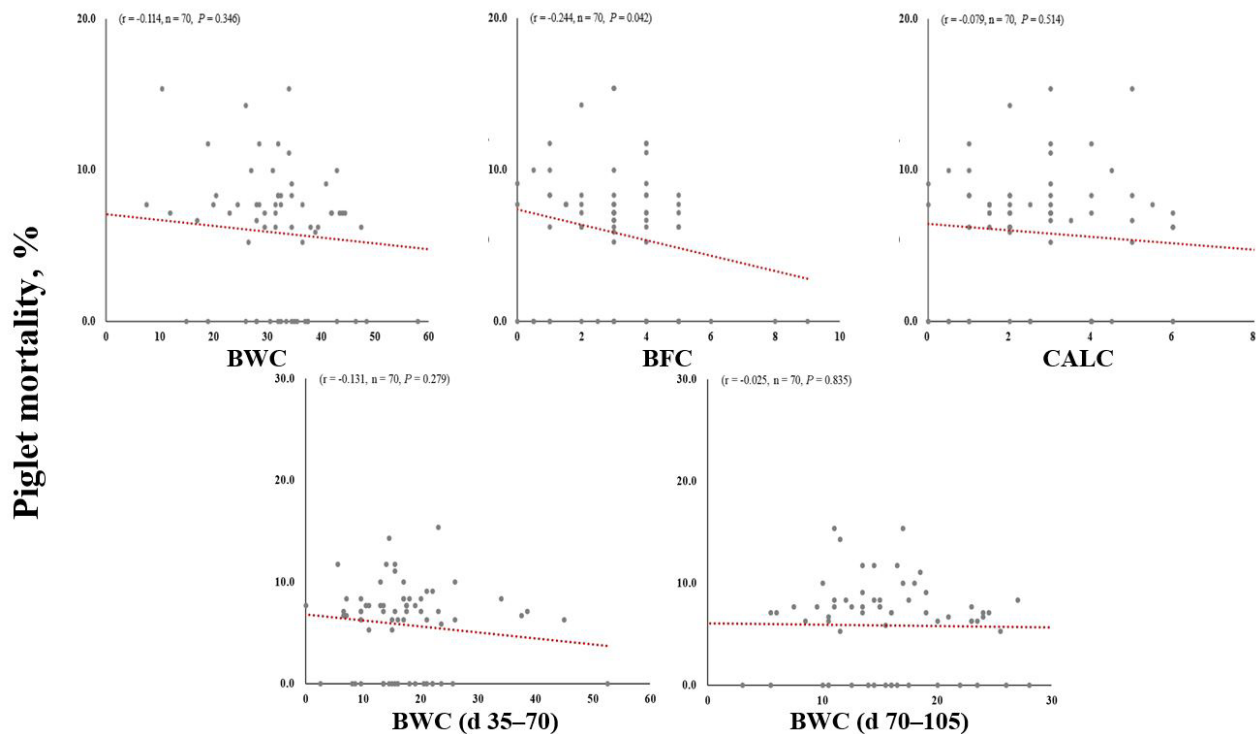 Piglet mortality, %
(r = -0.114, n = 70, P = 0.346)
20.0
10.0
0.0
0 10 20 30 40 50 60
BWC
(r = -0.244, n = 70, P = 0.042)
20.0
10.0
0.0
0 2 4 6 8 10
BFC
(r = -0.079, n = 70, P = 0.514)
20.0
10.0
0.0
0 2 4 6 8
CALC
(r = -0.131, n = 70, P = 0.279)
30.0
20.0
10.0
0.0
0 10 20 30 40 50 60
BWC (d 35–70)
(r = -0.025, n = 70, P = 0.835)
30.0
20.0
10.0
0.0
0 10 20 30
BWC (d 70–105)